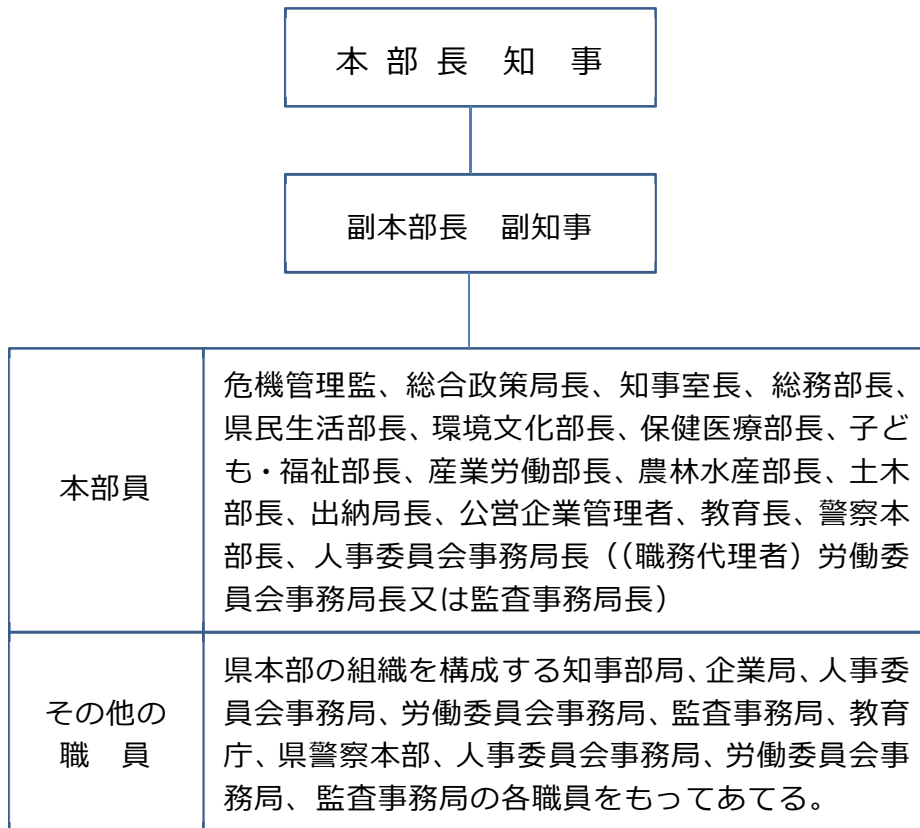 本 部 長　知　事
副本部長　副知事
本部員
危機管理監、総合政策局長、知事室長、総務部長、
県民生活部長、環境文化部長、保健医療部長、子ど
も・福祉部長、産業労働部長、農林水産部長、土木
部長、出納局長、公営企業管理者、教育長、警察本
部長、人事委員会事務局長（（職務代理者）労働委
員会事務局長又は監査事務局長）
その他の
職　員
県本部の組織を構成する知事部局、企業局、人事委
員会事務局、労働委員会事務局、監査事務局、教育
庁、県警察本部、人事委員会事務局、労働委員会事
務局、監査事務局の各職員をもってあてる。